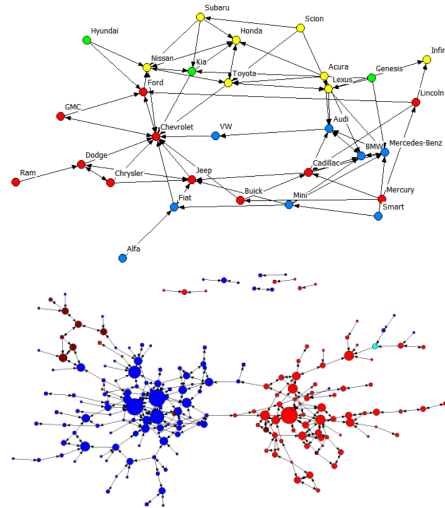 Subaru
Scion
Hyundai
Honda
Nissan
Kia
Acura
Toyota
Lexus
Genesis
Infin
Ford
Lincoln
GMC
Chevrolet
VW
Audi
Mercedes-Benz
BMW
Dodge
Cadillac
Ram
Chrysler
Jeep
Buick
Mini
Mercury
Fiat
Smart
Alfa